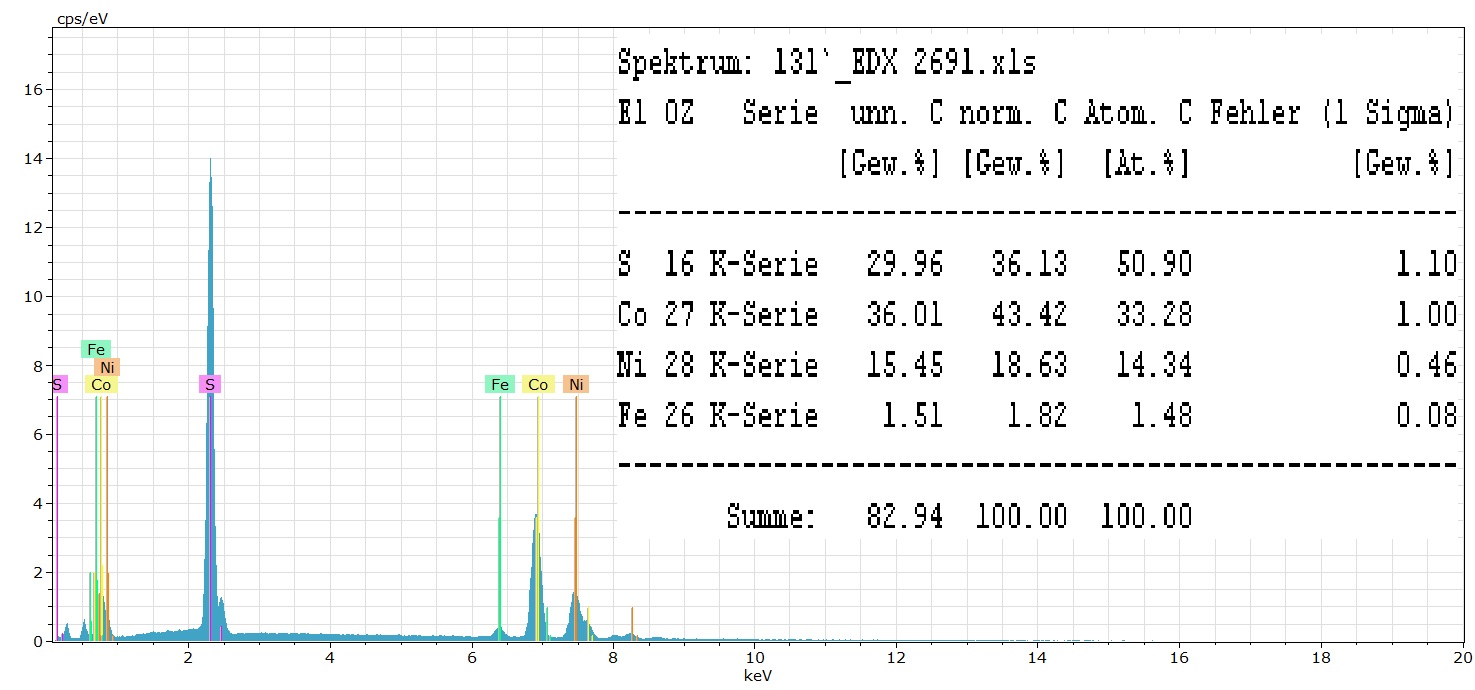 cps/eV
Spektrum: 131`_EDX 2691.xls
El OZ Serie unn. C norm. C Atom. C Fehler (1 Sigma)
[Gew.%] [Gew.%] [At.%] [Gew.%]
S 16 K-Serie 29.96 36.13 50.90 1.10
Co 27 K-Serie 36.01 43.42 33.28 1.00
Ni 28 K-Serie 15.45 18.63 14.34 0.46
Fe 26 K-Serie 1.51 1.82 1.48 0.08
Summe: 82.94 100.00 100.00
16
14
12
10
8
6
4
2
0
Fe
Ni
S Co S Fe Co Ni
2 4 6 8 10 12 14 16 18 20
keV